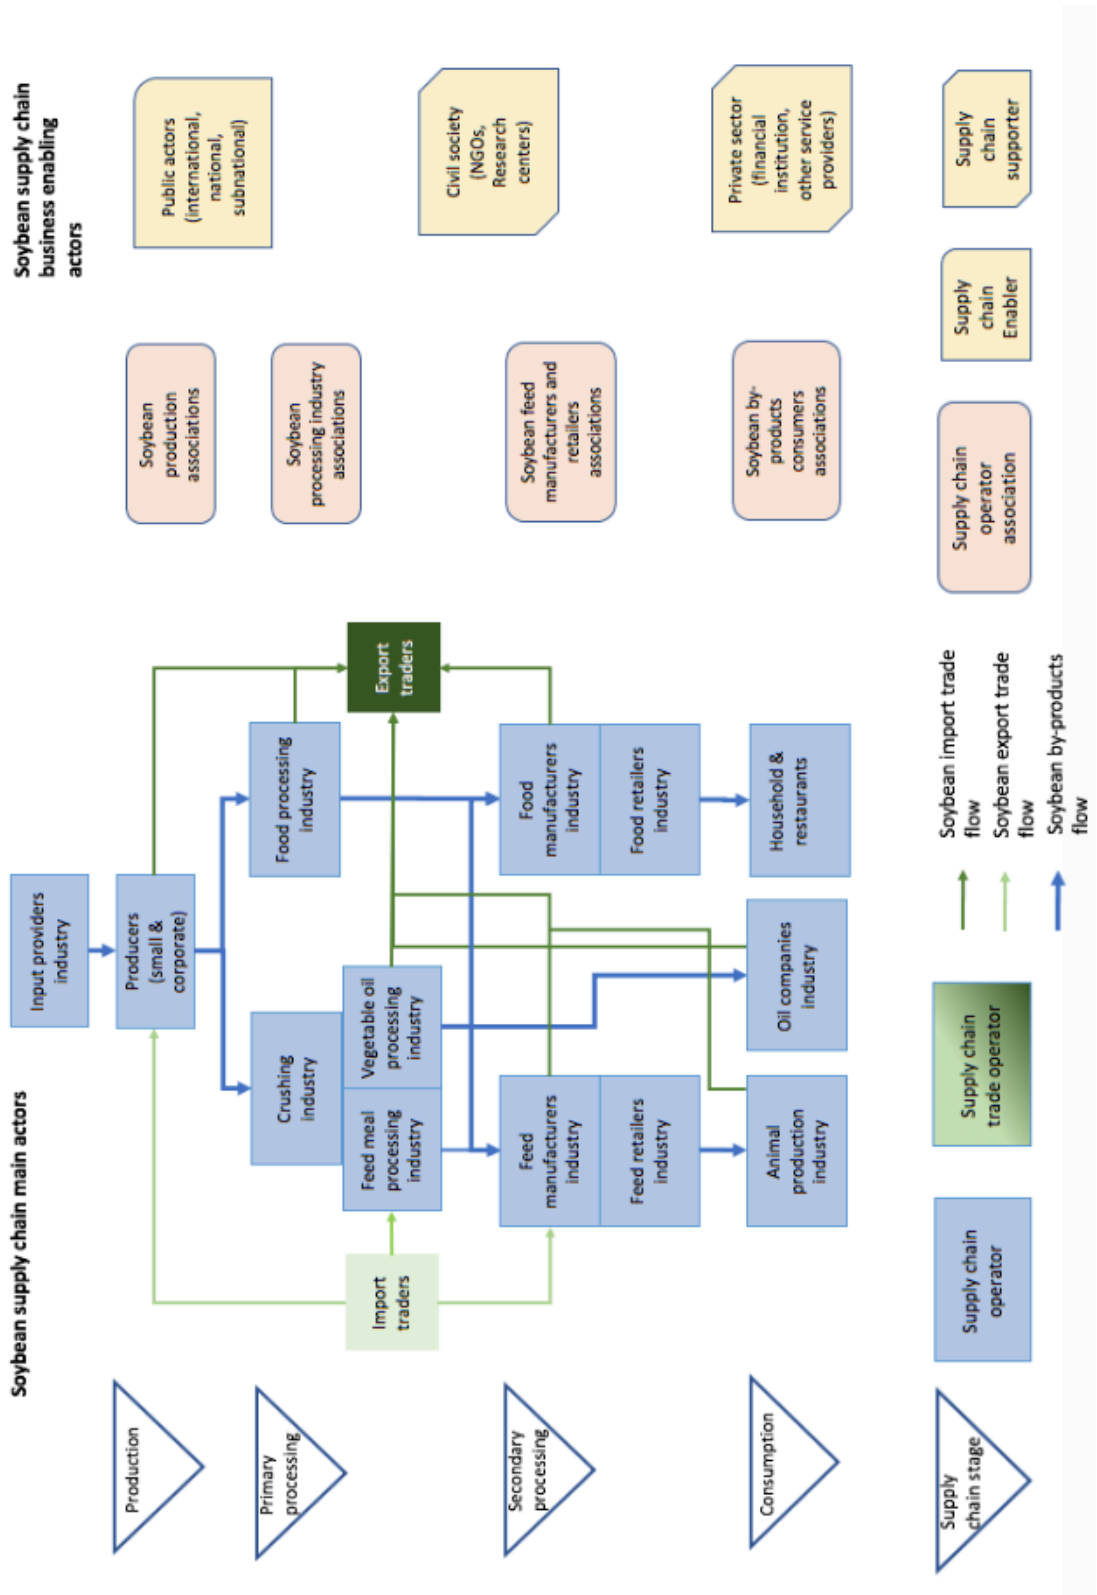 Soybean supply chain main actors
Soybean supply chain
business enabling
actors
Production
Primary
processing
Secondary
processing
Consumption
Supply
chain stage
Input providers
industry
Producers
(small &
corporate)
Crushing
industry
Food processing
industry
Import
traders
Feed meal
processing
industry
Vegetable oil
processing
industry
Export
traders
Feed
manufacturers
industry
Feed retailers
industry
Food
manufacturers
industry
Food retailers
industry
Animal
production
industry
Oil companies
industry
Household &
restaurants
Soybean
production
associations
Soybean
processing industry
associations
Soybean feed
manufacturers and
retailers
associations
Soybean by-
products
consumers
associations
Public actors
(international,
national,
subnational)
Civil society
(NGOs,
Research
centers)
Private sector
(financial
institution,
other service
providers)
Supply chain
operator
Supply chain
trade operator
Soybean import trade
flow
Soybean export trade
flow
Soybean by-products
flow
Supply chain
operator
association
Supply
chain
Enabler
Supply
chain
supporter